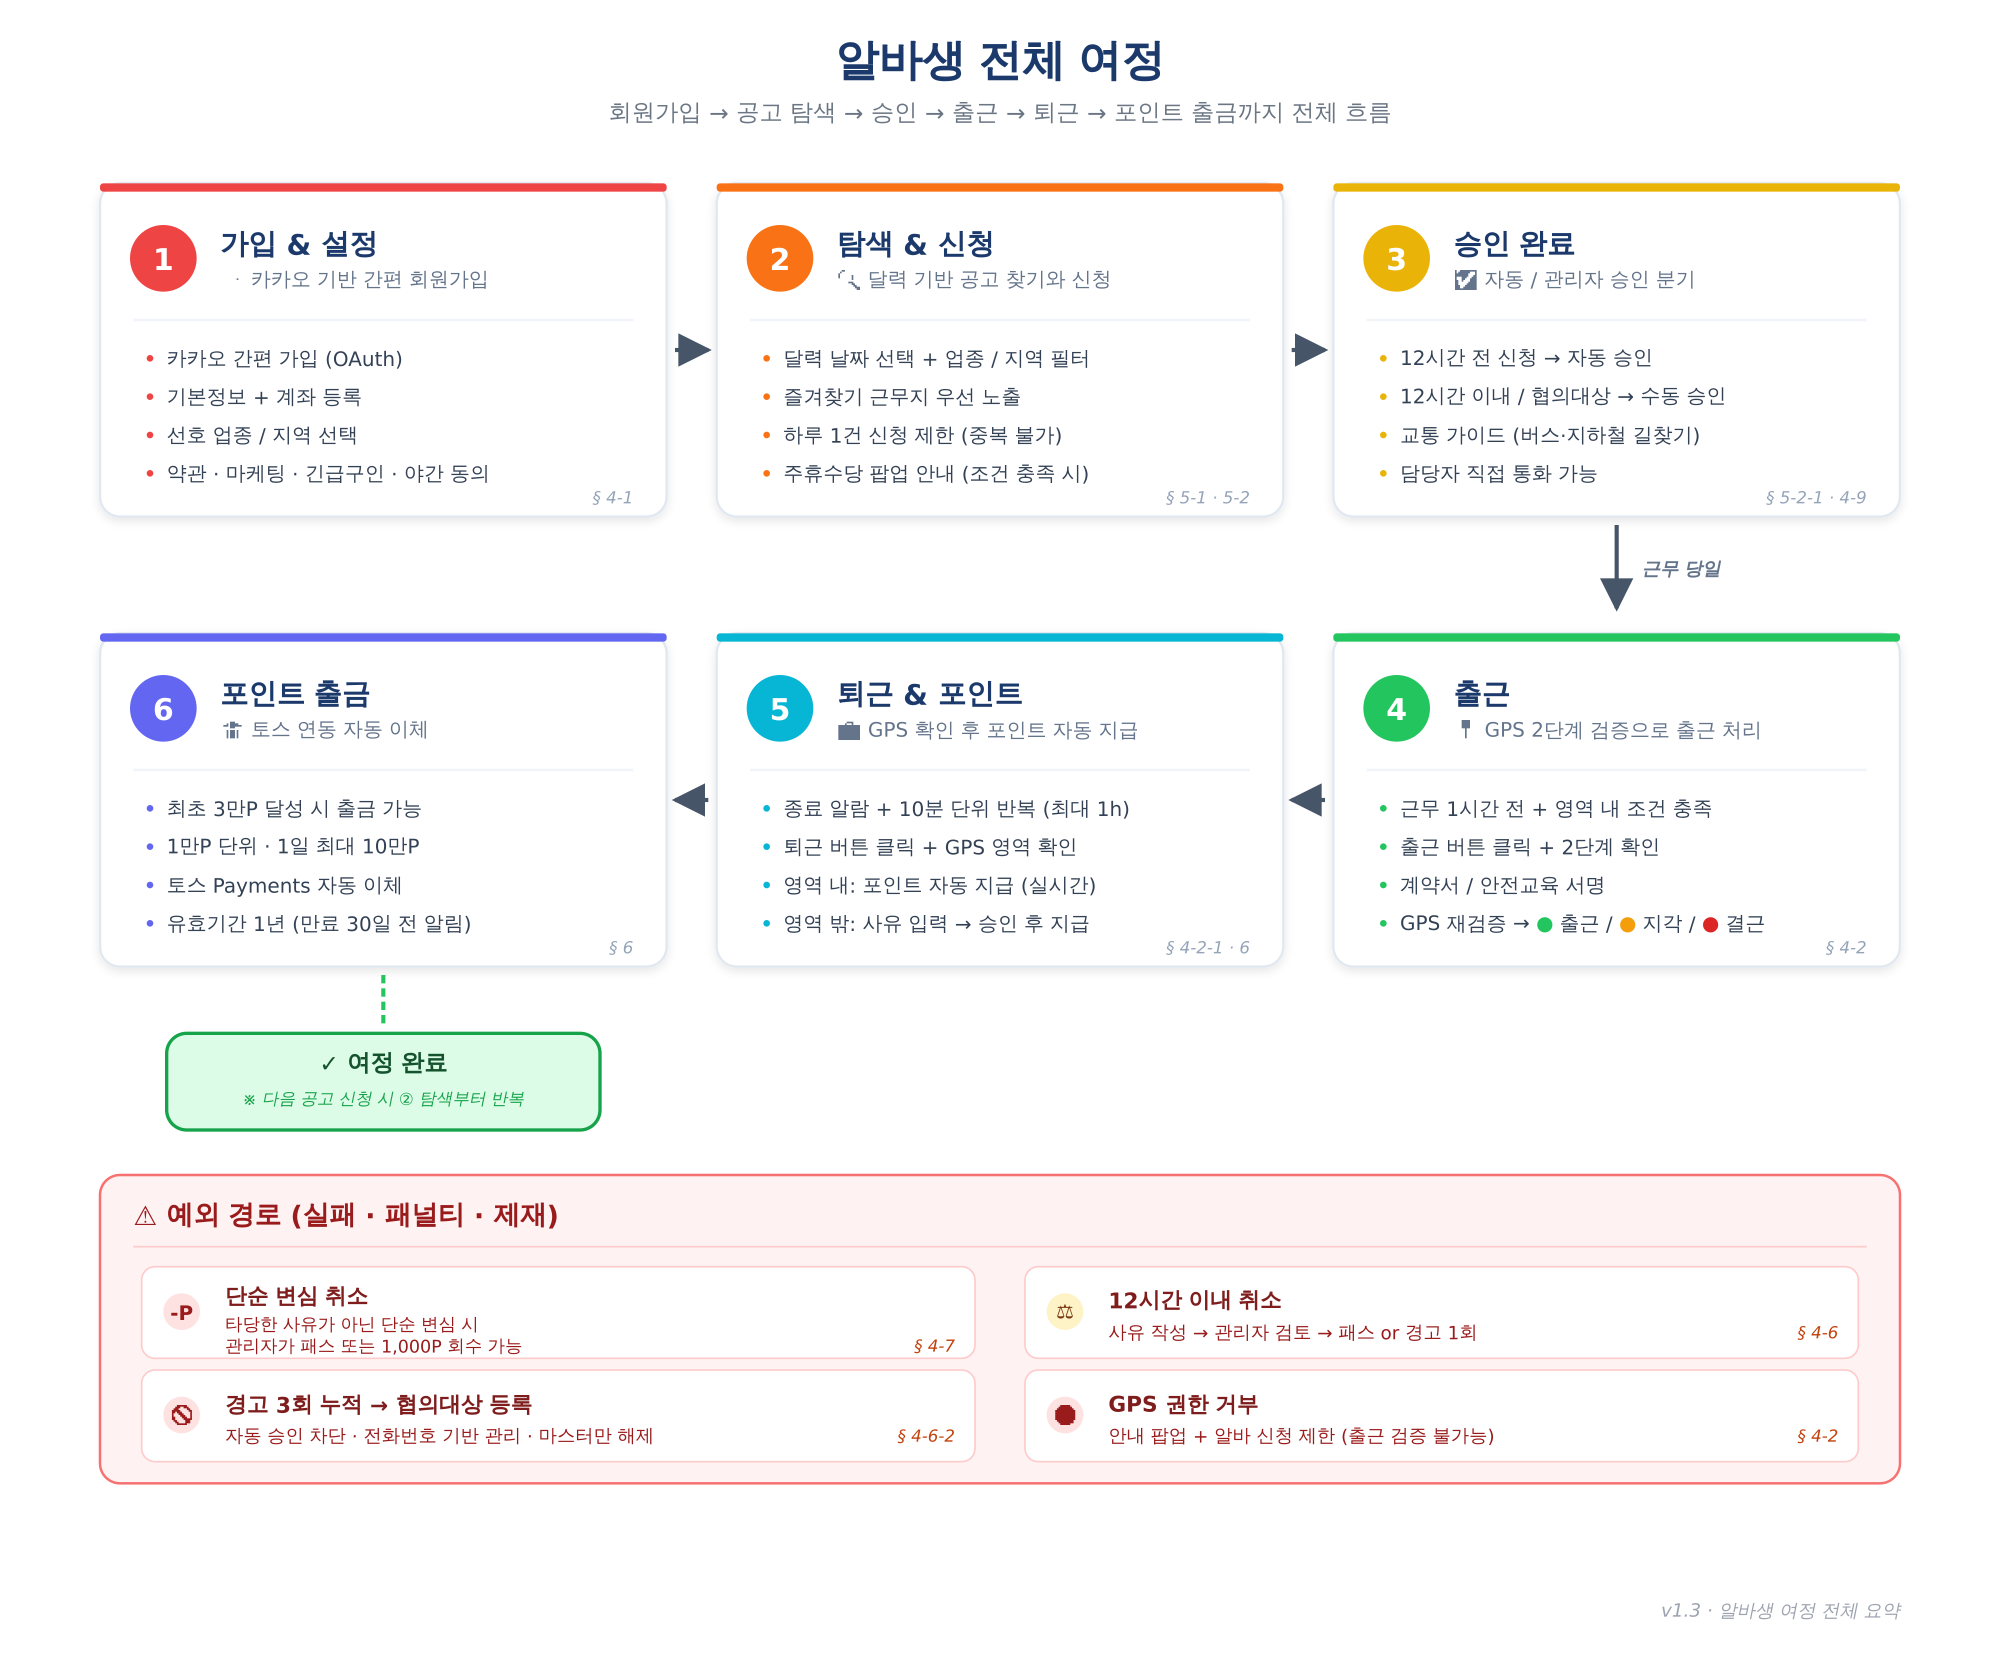 알바생 전체 여정
회원가입 → 공고 탐색 → 승인 → 출근 → 퇴근 → 포인트 출금까지 전체 흐름
1
가입 & 설정
· 카카오 기반 간편 회원가입
• 카카오 간편 가입 (OAuth)
• 기본정보 + 계좌 등록
• 선호 업종 / 지역 선택
• 약관 · 마케팅 · 긴급구인 · 야간 동의
§ 4-1
2
탐색 & 신청
달력 기반 공고 찾기와 신청
• 달력 날짜 선택 + 업종 / 지역 필터
• 즐겨찾기 근무지 우선 노출
• 하루 1건 신청 제한 (중복 불가)
• 주휴수당 팝업 안내 (조건 충족 시)
§ 5-1 · 5-2
3
승인 완료
자동 / 관리자 승인 분기
• 12시간 전 신청 → 자동 승인
• 12시간 이내 / 협의대상 → 수동 승인
• 교통 가이드 (버스·지하철 길찾기)
• 담당자 직접 통화 가능
§ 5-2-1 · 4-9
근무 당일
4
출근
GPS 2단계 검증으로 출근 처리
• 근무 1시간 전 + 영역 내 조건 충족
• 출근 버튼 클릭 + 2단계 확인
• 계약서 / 안전교육 서명
• GPS 재검증 → 출근 / 지각 / 결근
§ 4-2
5
퇴근 & 포인트
GPS 확인 후 포인트 자동 지급
• 종료 알람 + 10분 단위 반복 (최대 1h)
• 퇴근 버튼 클릭 + GPS 영역 확인
• 영역 내: 포인트 자동 지급 (실시간)
• 영역 밖: 사유 입력 → 승인 후 지급
§ 4-2-1 · 6
6
포인트 출금
토스 연동 자동 이체
• 최초 3만P 달성 시 출금 가능
• 1만P 단위 · 1일 최대 10만P
• 토스 Payments 자동 이체
• 유효기간 1년 (만료 30일 전 알림)
§ 6
✓ 여정 완료
※ 다음 공고 신청 시 ② 탐색부터 반복
⚠ 예외 경로 (실패 · 패널티 · 제재)
-P
단순 변심 취소
타당한 사유가 아닌 단순 변심 시
관리자가 패스 또는 1,000P 회수 가능
§ 4-7
⚖
12시간 이내 취소
사유 작성 → 관리자 검토 → 패스 or 경고 1회
§ 4-6
경고 3회 누적 → 협의대상 등록
자동 승인 차단 · 전화번호 기반 관리 · 마스터만 해제
§ 4-6-2
GPS 권한 거부
안내 팝업 + 알바 신청 제한 (출근 검증 불가능)
§ 4-2
v1.3 · 알바생 여정 전체 요약